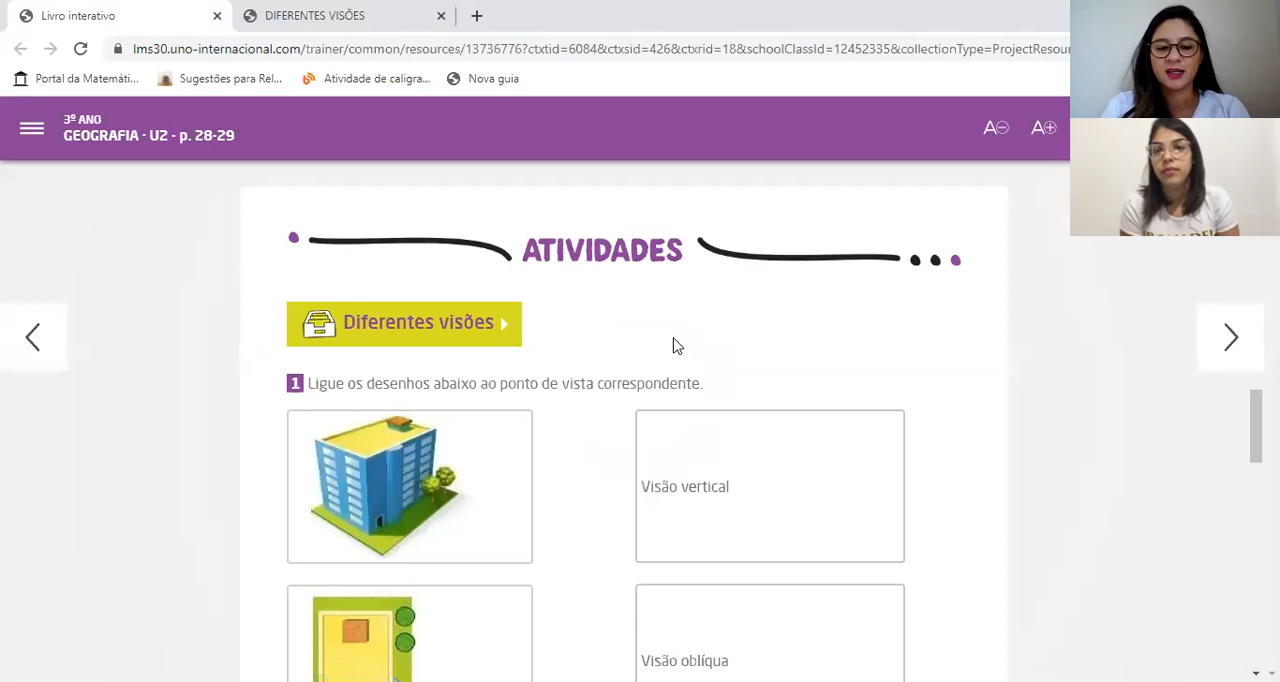 Livro interativo
DIFERENTES VISÕES
lms30.uno-internacional.com/trainer/common/resources/13736776?ctxtid=6084&ctxsid=426&ctxrid=18&schoolClassId=12452335&collectionType=ProjectResou
Portal da Matemáti... Sugestões para Rel... Atividade de caligra... Nova guia
3º ANO
GEOGRAFIA - U2 - p. 28-29
A- A+
ATIVIDADES
Diferentes visões
1 Ligue os desenhos abaixo ao ponto de vista correspondente.
Visão vertical
Visão oblíqua